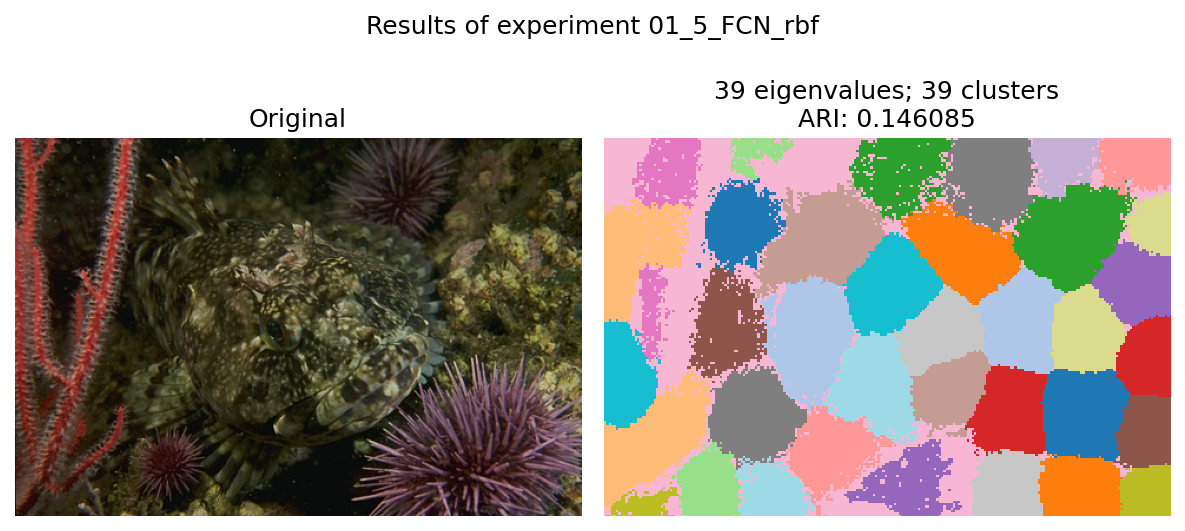 Results of experiment 01_5_FCN_rbf
Original
39 eigenvalues; 39 clusters
ARI: 0.146085